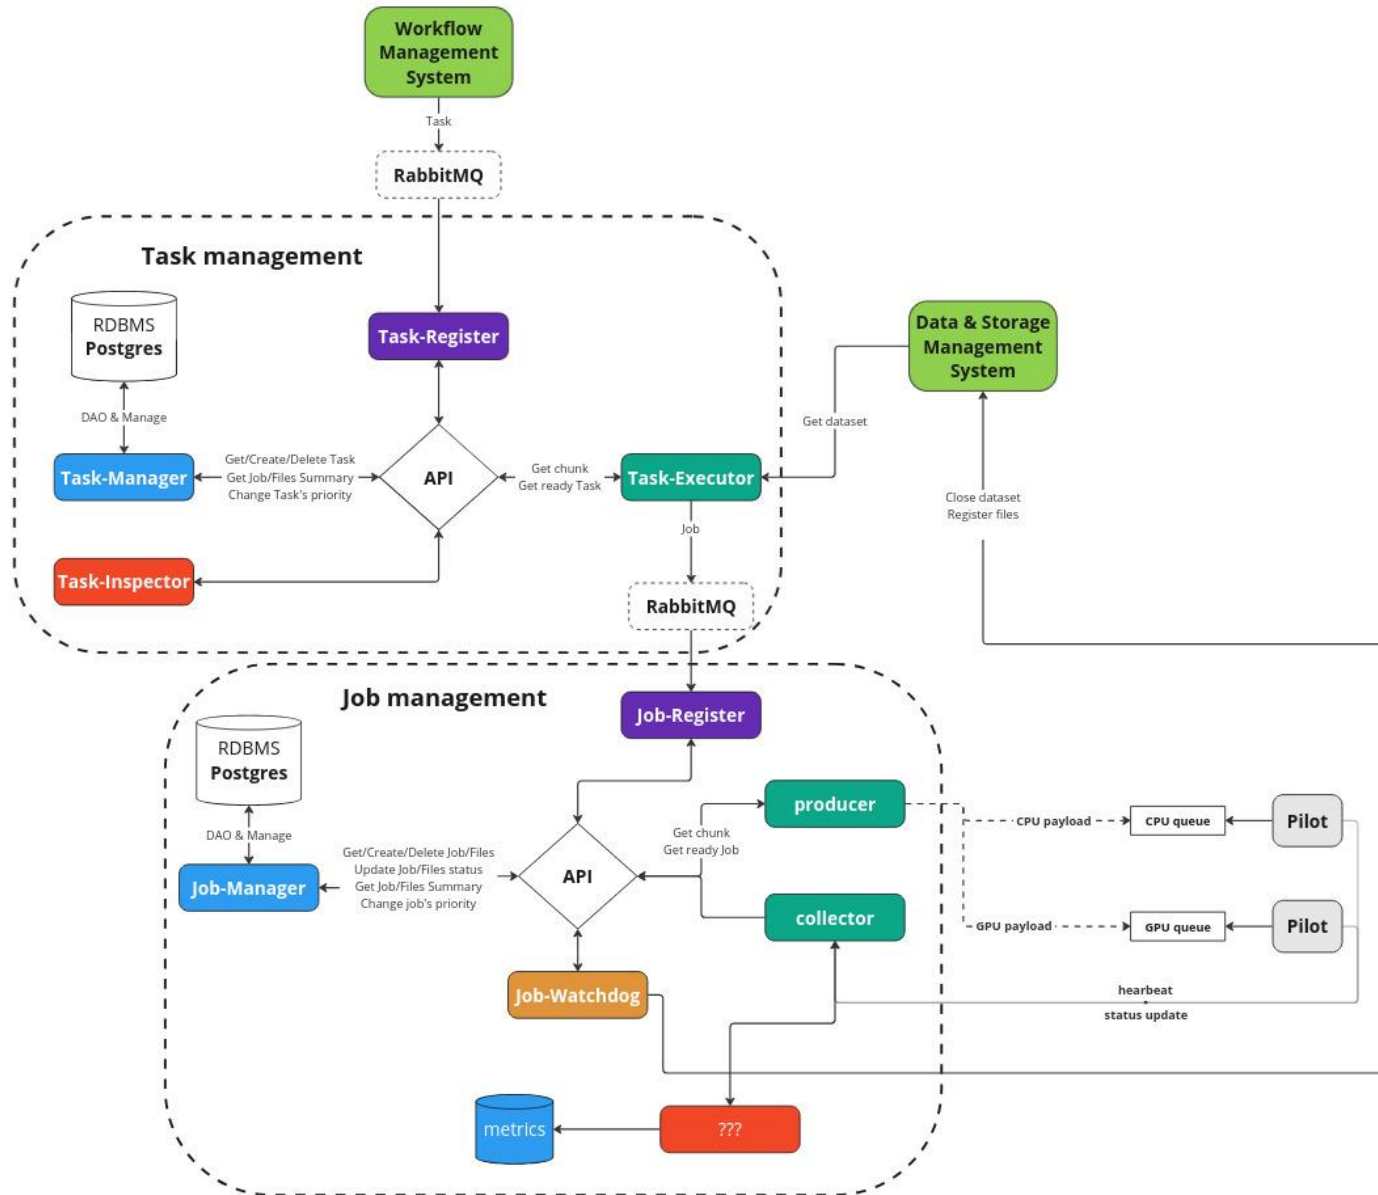 Workflow
Management
System
Task
RabbitMQ
Task management
RDBMS
Postgres
Task-Register
Data & Storage
Management
System
DAO & Manage
Get dataset
Task-Manager
Get/Create/Delete Task
Get Job/Files Summary
Change Task's priority
API
Get chunk
Get ready Task
Task-Executor
Close dataset
Register files
Job
Task-Inspector
RabbitMQ
Job management
Job-Register
RDBMS
Postgres
producer
CPU payload
CPU queue
Pilot
DAO & Manage
Get chunk
Get ready Job
Job-Manager
Get/Create/Delete Job/Files
Update Job/Files status
Get Job/Files Summary
Change job's priority
API
collector
GPU payload
GPU queue
Pilot
Job-Watchdog
hearbeat
status update
metrics
???